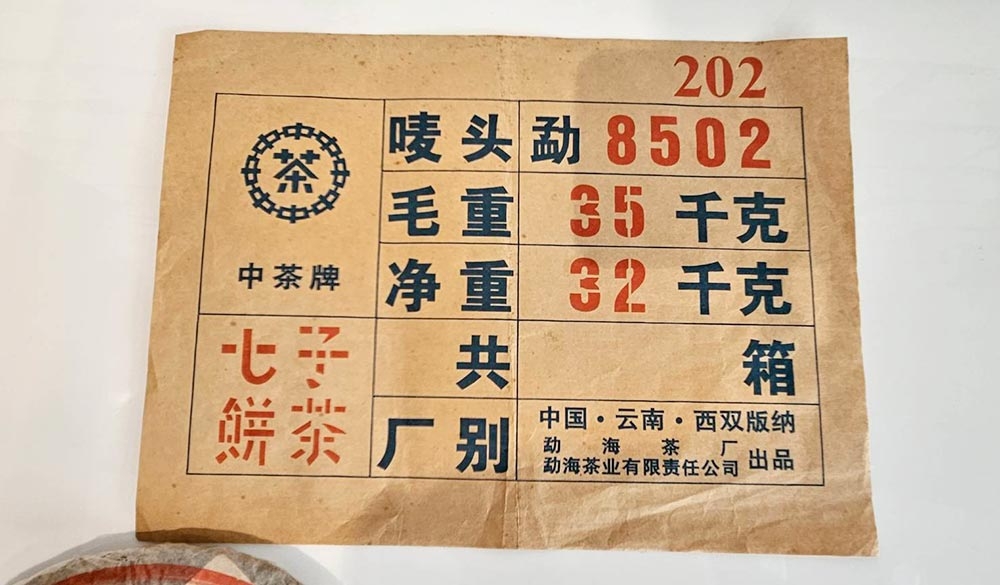 202
茶
中茶牌
唛头 勐 8502
毛重 35 千克
净重 32 千克
七子
餅茶
共 箱
厂别
中国·云南·西双版纳
勐海茶厂
勐海茶业有限责任公司
出品